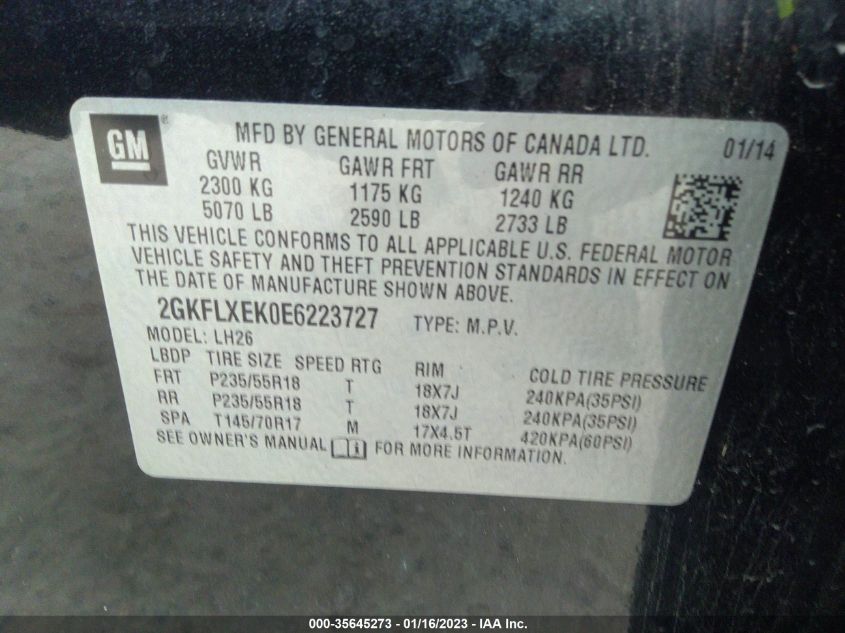 GM ® MFD BY GENERAL MOTORS OF CANADA LTD. 01/14
GVWR GAWR FRT GAWR RR
2300 KG 1175 KG 1240 KG
5070 LB 2590 LB 2733 LB
THIS VEHICLE CONFORMS TO ALL APPLICABLE U.S. FEDERAL MOTOR
VEHICLE SAFETY AND THEFT PREVENTION STANDARDS IN EFFECT ON
THE DATE OF MANUFACTURE SHOWN ABOVE.
2GKFLXEK0E6223727 TYPE: M.P.V.
MODEL: LH26
LBDP TIRE SIZE SPEED RTG RIM COLD TIRE PRESSURE
FRT P235/55R18 T 18X7J 240KPA(35PSI)
RR P235/55R18 T 18X7J 240KPA(35PSI)
SPA T145/70R17 M 17X4.5T 420KPA(60PSI)
SEE OWNER'S MANUAL i FOR MORE INFORMATION.
000-35645273 - 01/16/2023 - IAA Inc.